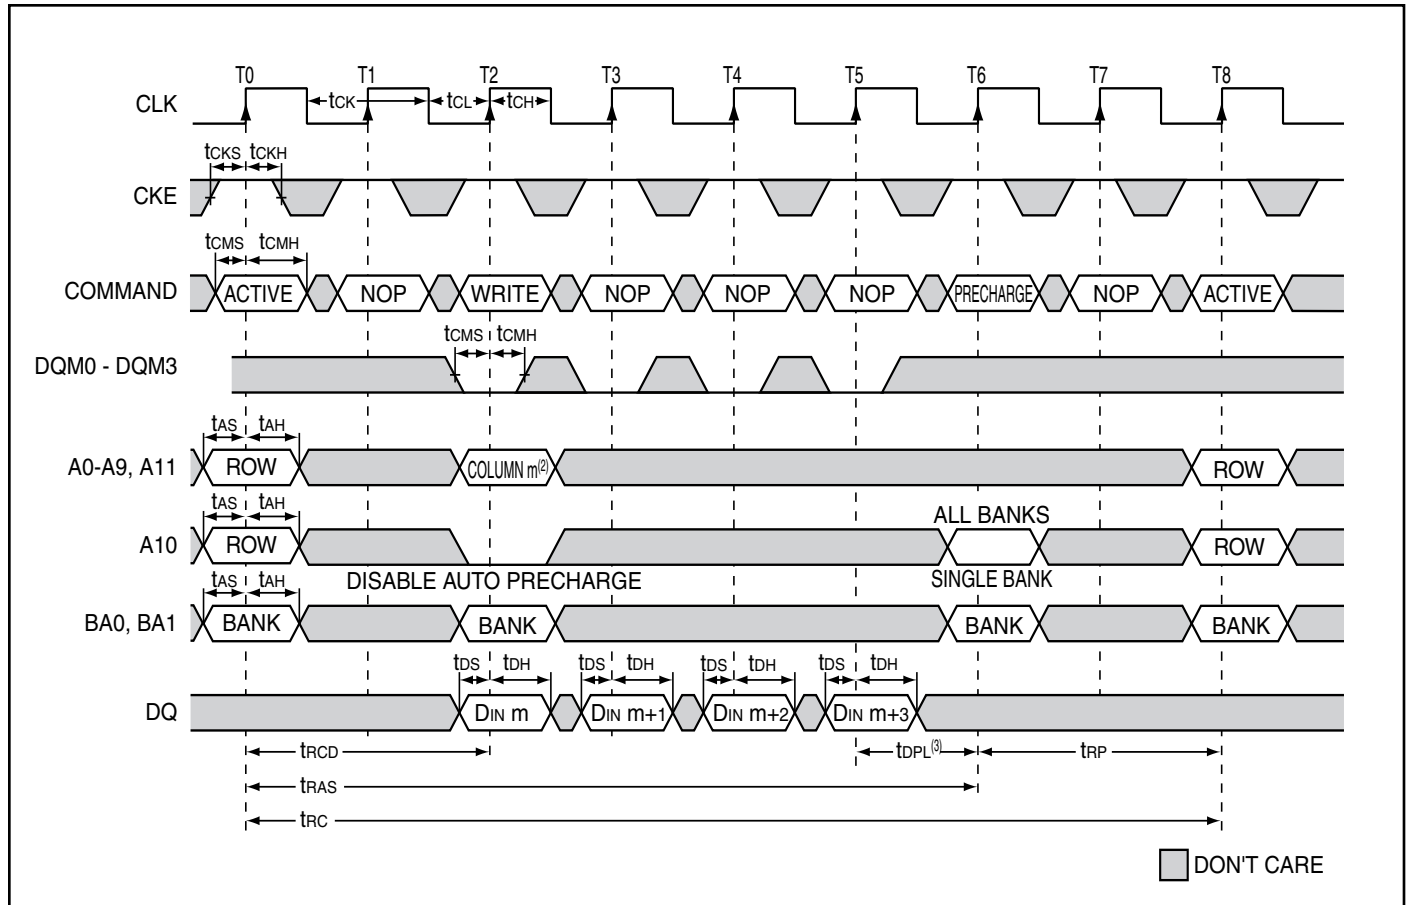 T0 T1 T2 T3 T4 T5 T6 T7 T8
CLK tCK tCL tCH
tCKS tCKH
CKE
tCMS tCMH
COMMAND ACTIVE NOP WRITE NOP NOP NOP PRECHARGE NOP ACTIVE
tCMS tCMH
DQM0 - DQM3
tAS tAH
A0-A9, A11 ROW COLUMN m(2) ROW
tAS tAH
ALL BANKS
A10 ROW ROW
tAS tAH DISABLE AUTO PRECHARGE SINGLE BANK
BA0, BA1 BANK BANK BANK BANK
tDS tDH tDS tDH tDS tDH tDS tDH
DQ DIN m DIN m+1 DIN m+2 DIN m+3
tRCD tDPL(3) tRP
tRAS
tRC
DON'T CARE